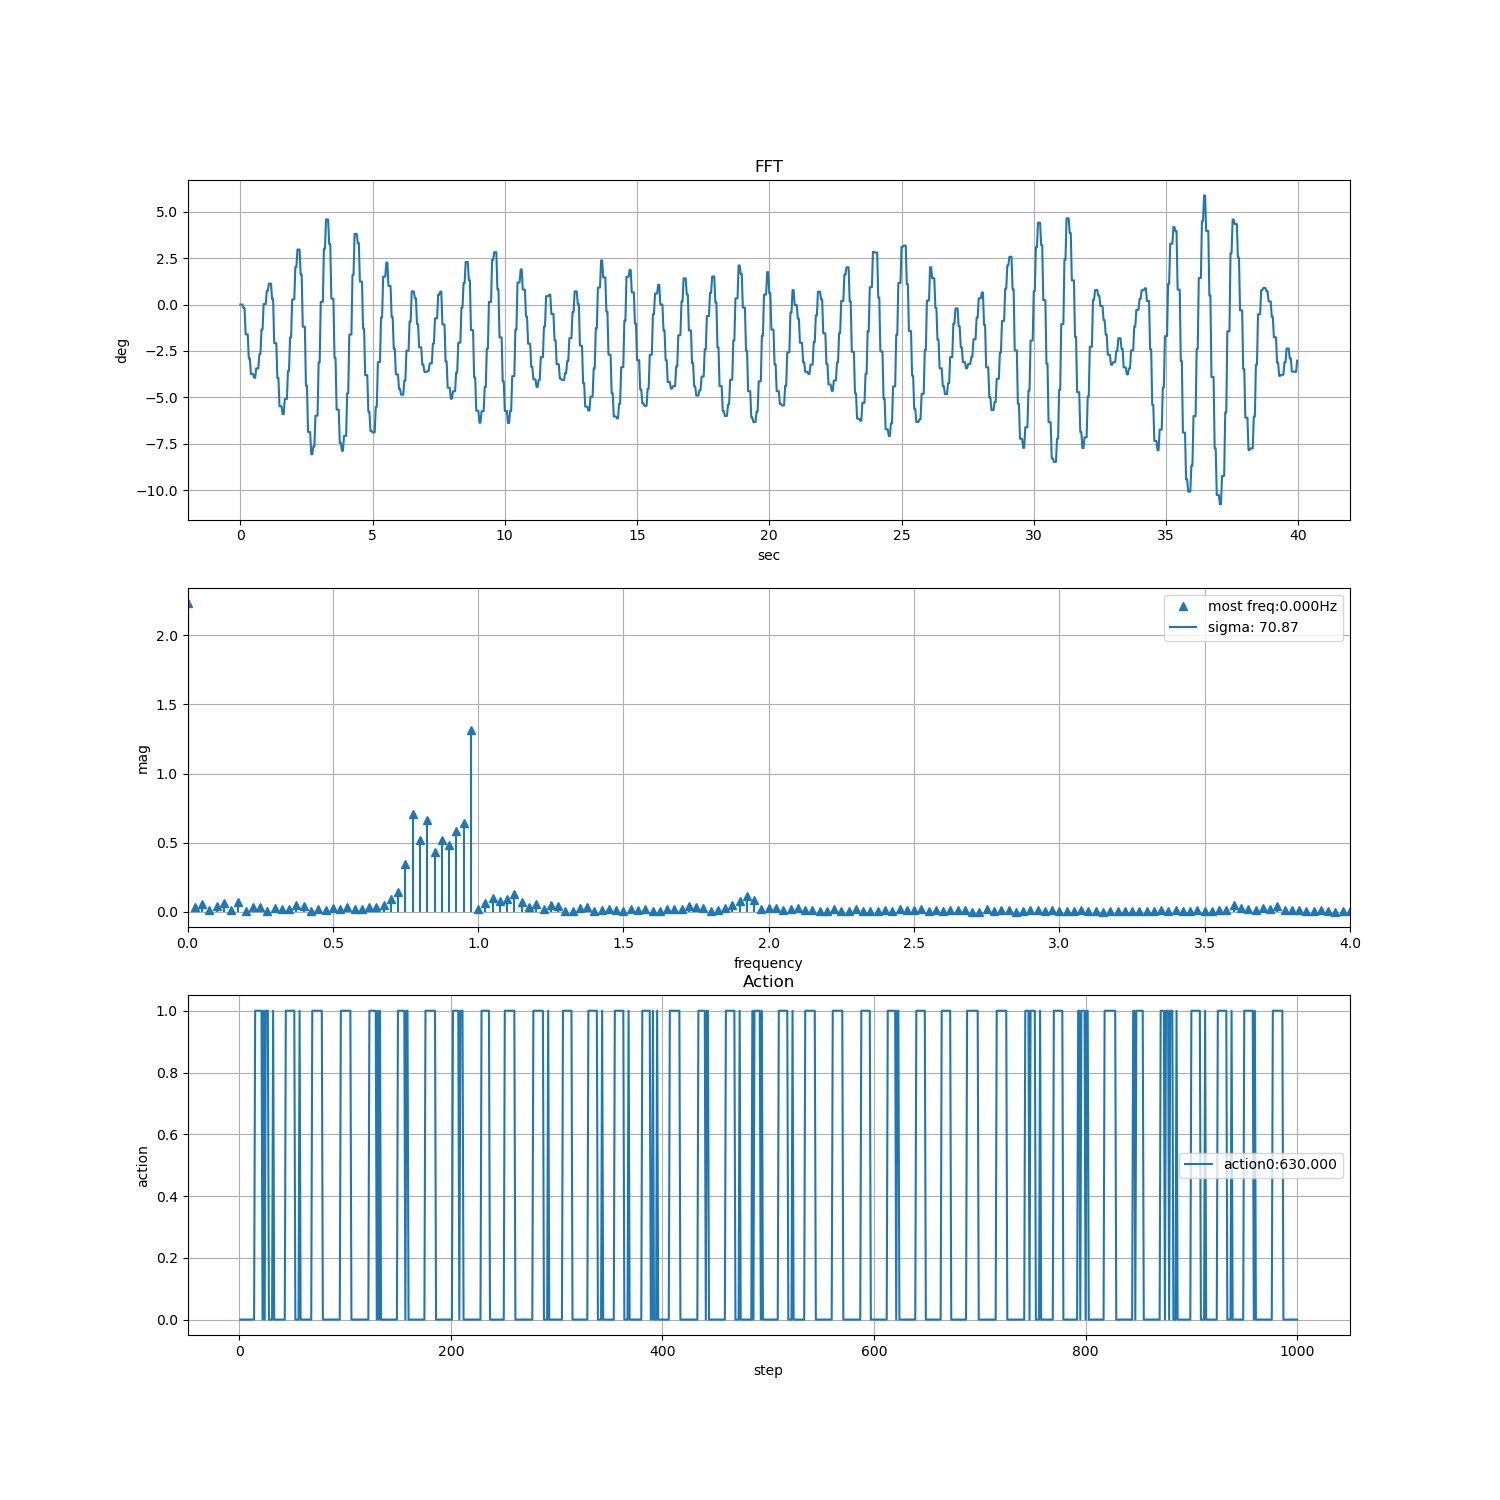 FFT
5.0
2.5
0.0
−2.5
−5.0
−7.5
−10.0
deg
0 5 10 15 20 25 30 35 40
sec
most freq:0.000Hz
sigma: 70.87
2.0
1.5
1.0
0.5
0.0
mag
0.0 0.5 1.0 1.5 2.0 2.5 3.0 3.5 4.0
frequency
Action
1.0
0.8
0.6
0.4
0.2
0.0
action
action0:630.000
0 200 400 600 800 1000
step